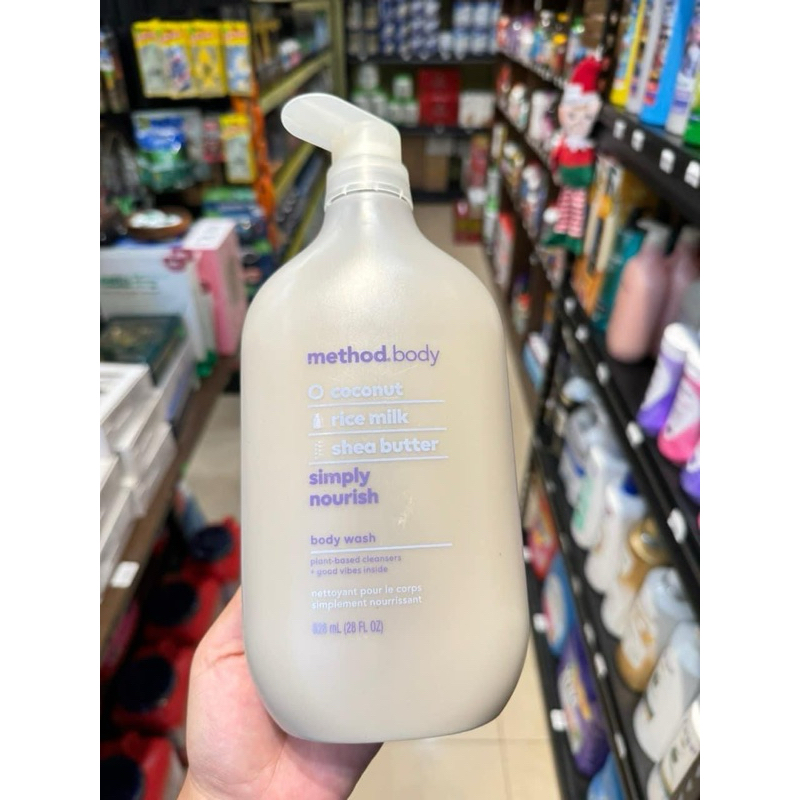 method.body
coconut
rice milk
shea butter
simply
nourish
body wash
plant-based cleansers
+ good vibes inside
nettoyant pour le corps
simplement nourrissant
828 mL (28 FL OZ)